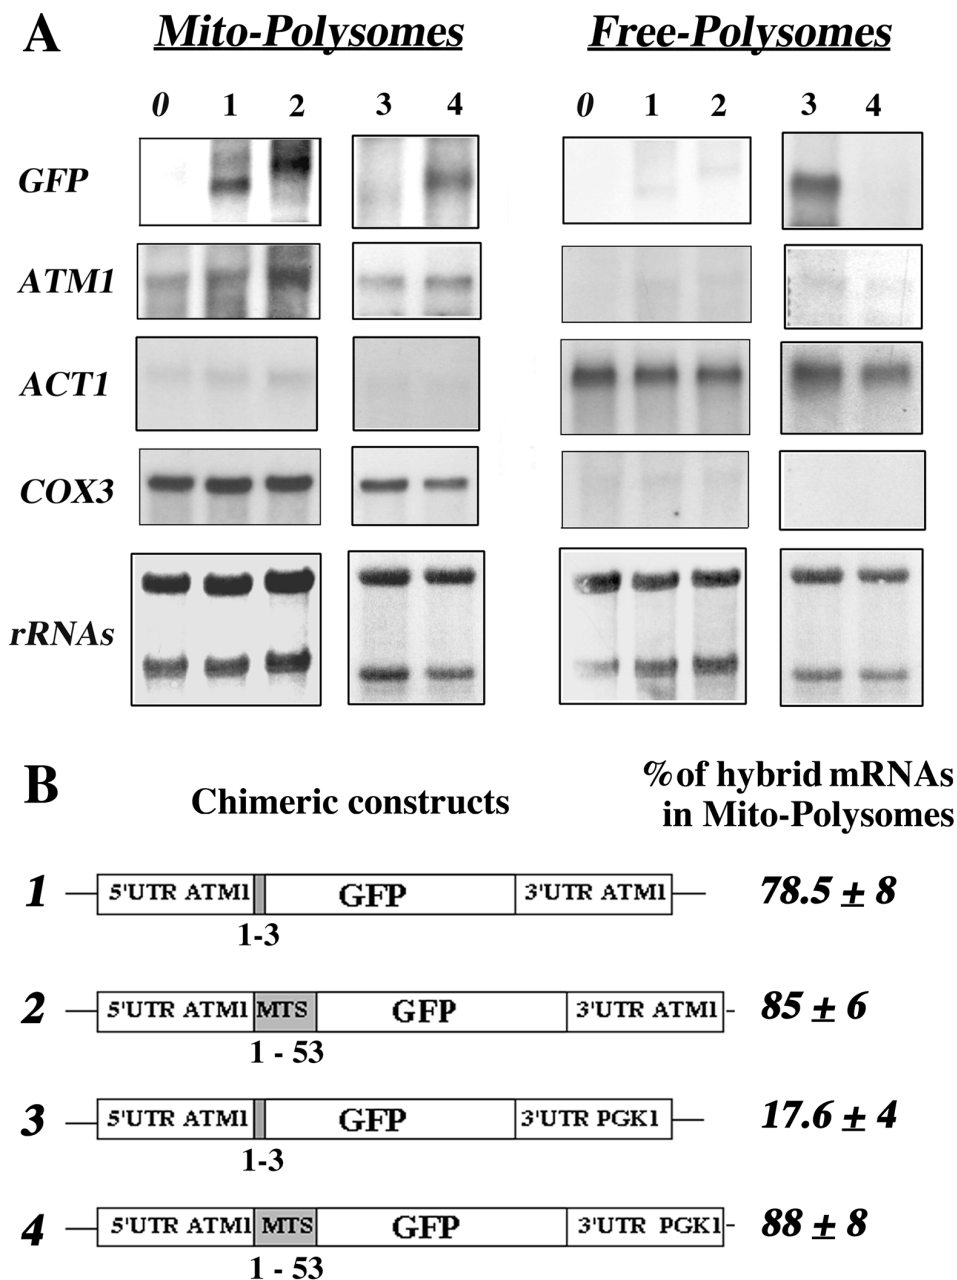 A Mito-Polysomes Free-Polysomes
0 1 2 3 4 0 1 2 3 4
GFP
ATM1
ACT1
COX3
rRNAs
B Chimeric constructs
% of hybrid mRNAs
in Mito-Polysomes
1 5'UTR ATM1 GFP 3'UTR ATM1 78.5 ± 8
1-3
2 5'UTR ATM1 MTS GFP 3'UTR ATM1 85 ± 6
1 - 53
3 5'UTR ATM1 GFP 3'UTR PGK1 17.6 ± 4
1-3
4 5'UTR ATM1 MTS GFP 3'UTR PGK1 88 ± 8
1 - 53